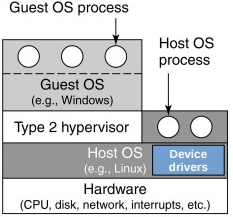 Guest OS process
Host OS
process
Guest OS
(e.g., Windows)
Type 2 hypervisor
Host OS
(e.g., Linux)
Device
drivers
Hardware
(CPU, disk, network, interrupts, etc.)